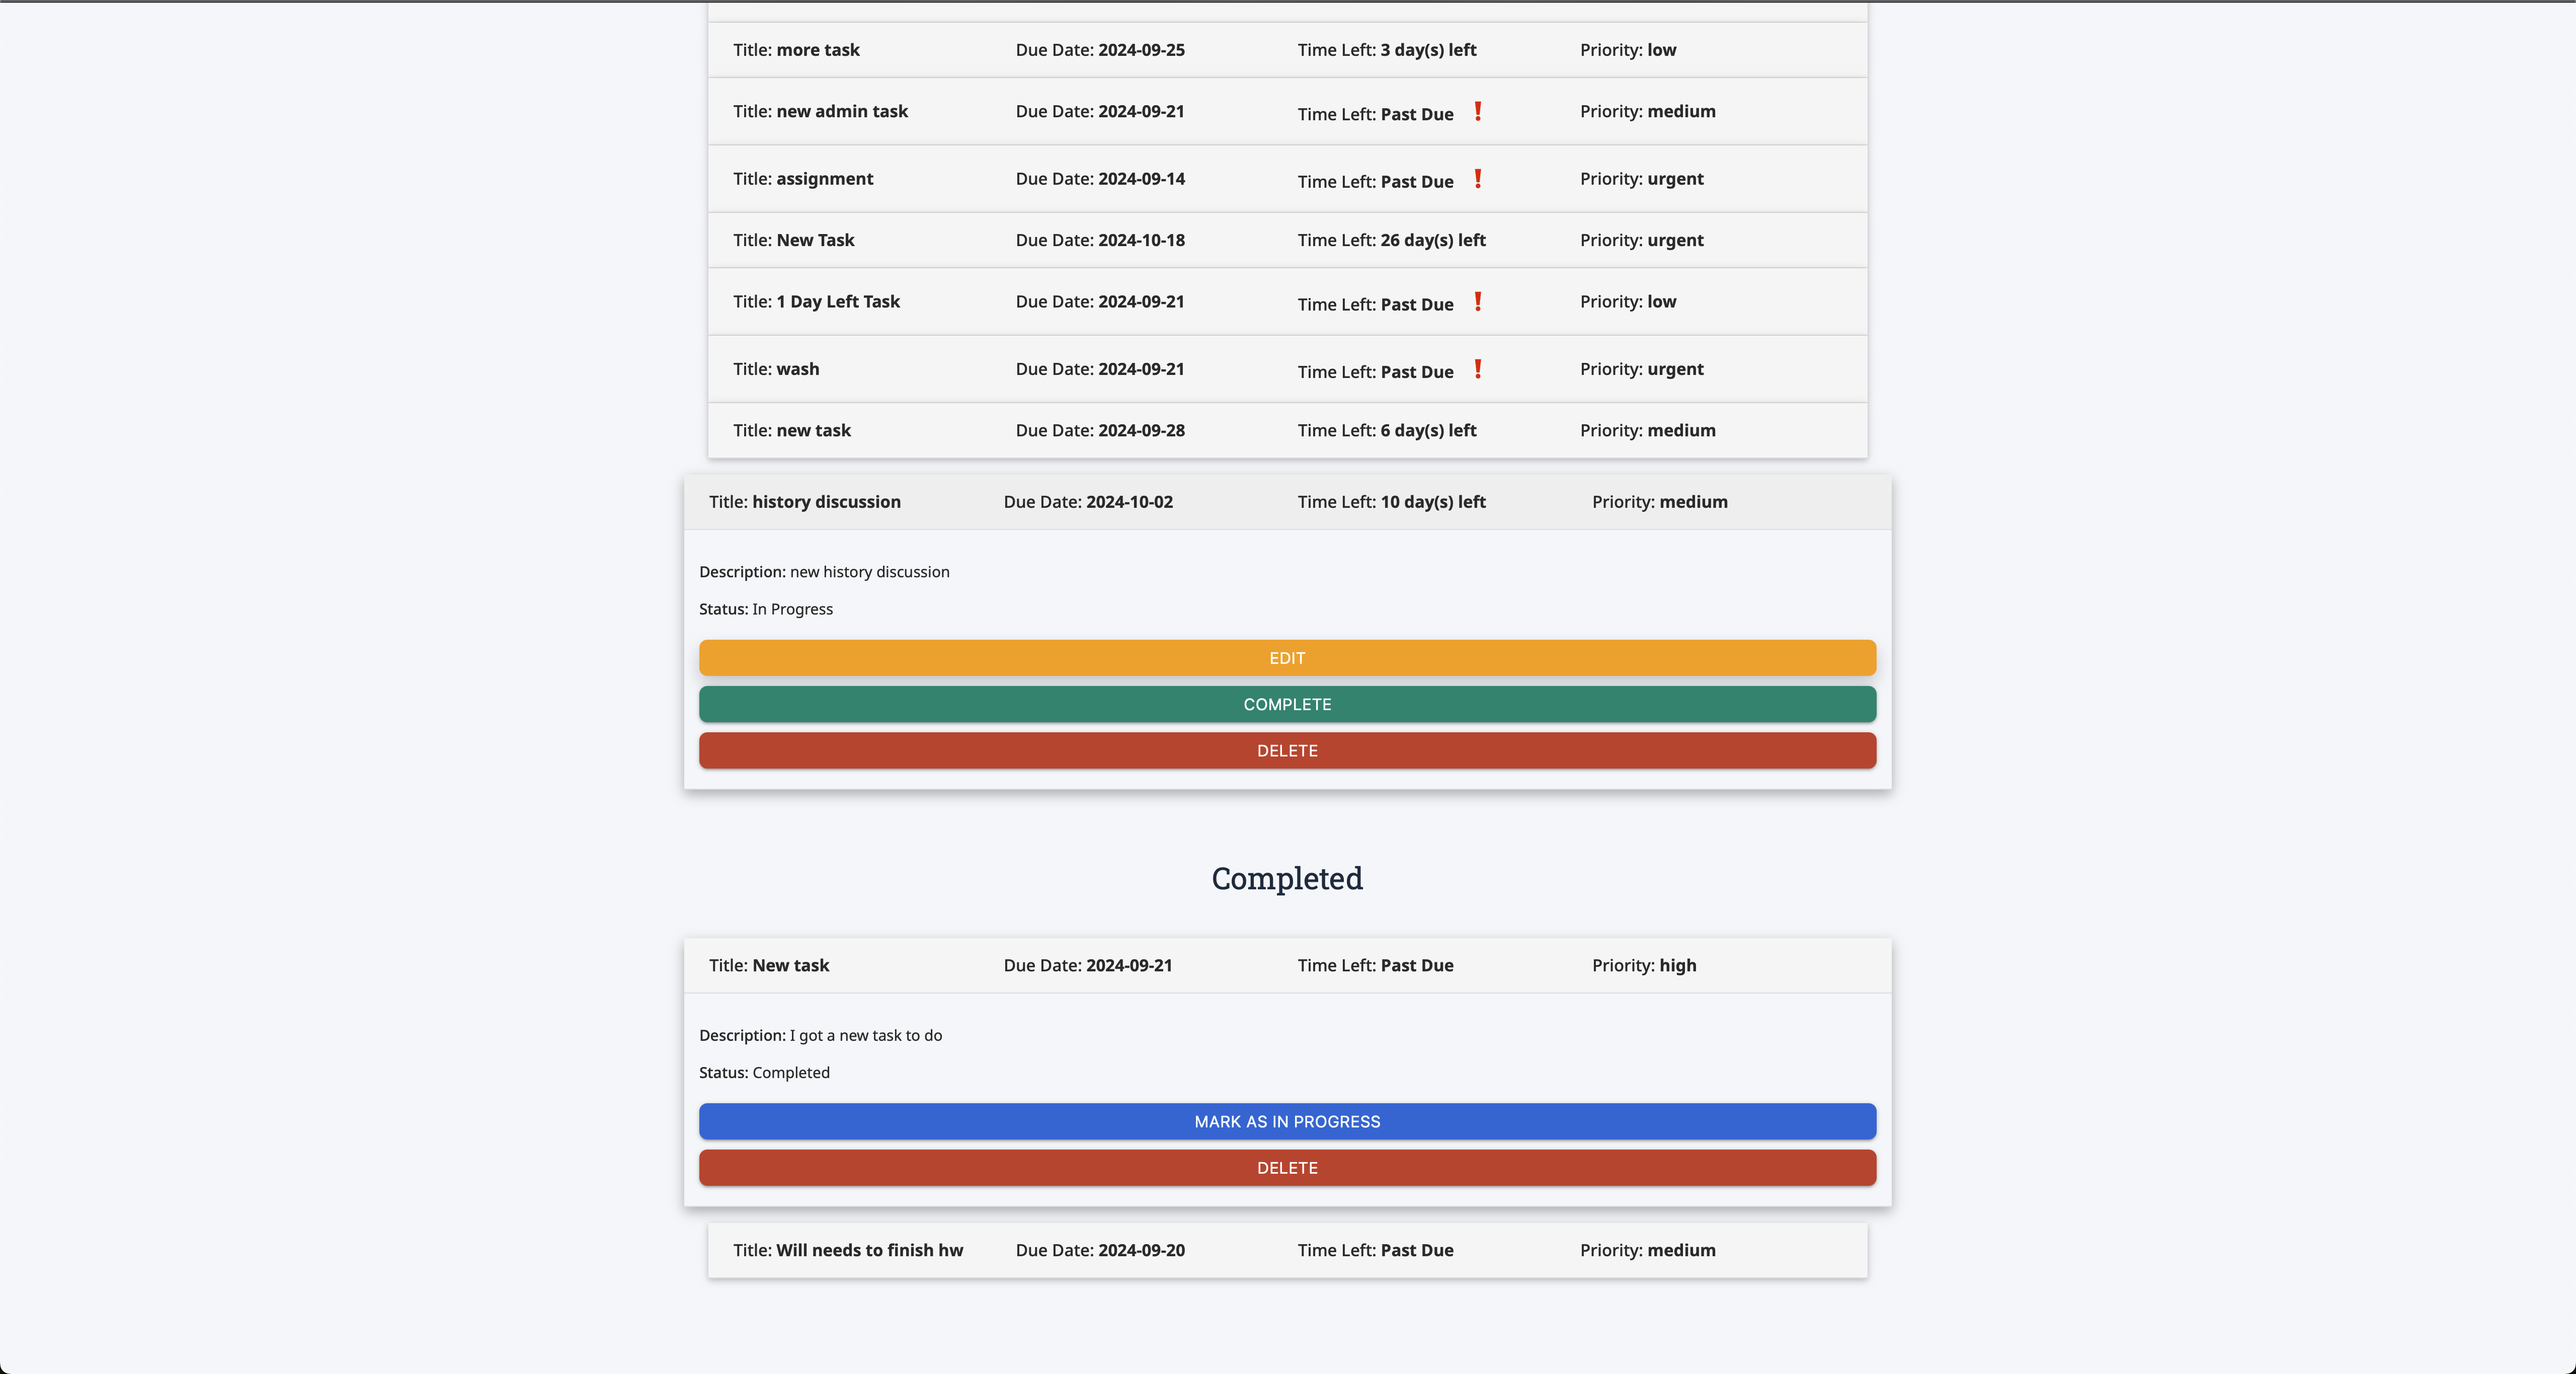 Title: more task Due Date: 2024-09-25 Time Left: 3 day(s) left Priority: low
Title: new admin task Due Date: 2024-09-21 Time Left: Past Due ! Priority: medium
Title: assignment Due Date: 2024-09-14 Time Left: Past Due ! Priority: urgent
Title: New Task Due Date: 2024-10-18 Time Left: 26 day(s) left Priority: urgent
Title: 1 Day Left Task Due Date: 2024-09-21 Time Left: Past Due ! Priority: low
Title: wash Due Date: 2024-09-21 Time Left: Past Due ! Priority: urgent
Title: new task Due Date: 2024-09-28 Time Left: 6 day(s) left Priority: medium
Title: history discussion Due Date: 2024-10-02 Time Left: 10 day(s) left Priority: medium
Description: new history discussion
Status: In Progress
EDIT
COMPLETE
DELETE
Completed
Title: New task Due Date: 2024-09-21 Time Left: Past Due Priority: high
Description: I got a new task to do
Status: Completed
MARK AS IN PROGRESS
DELETE
Title: Will needs to finish hw Due Date: 2024-09-20 Time Left: Past Due Priority: medium